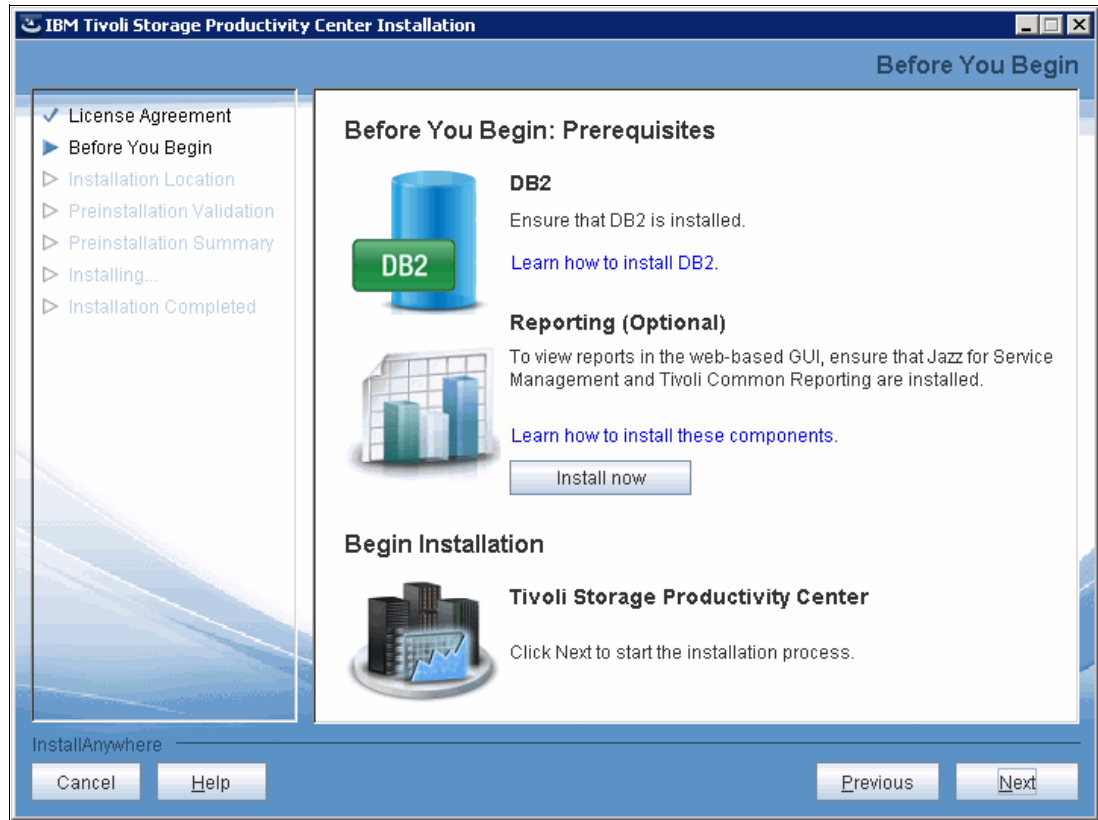 IBM Tivoli Storage Productivity Center Installation
Before You Begin
License Agreement
Before You Begin
Installation Location
Preinstallation Validation
Preinstallation Summary
Installing...
Installation Completed
Before You Begin: Prerequisites
DB2
DB2
Ensure that DB2 is installed.
Learn how to install DB2.
Reporting (Optional)
To view reports in the web-based GUI, ensure that Jazz for Service
Management and Tivoli Common Reporting are installed.
Learn how to install these components.
Install now
Begin Installation
Tivoli Storage Productivity Center
Click Next to start the installation process.
InstallAnywhere
Cancel
Help
Previous
Next